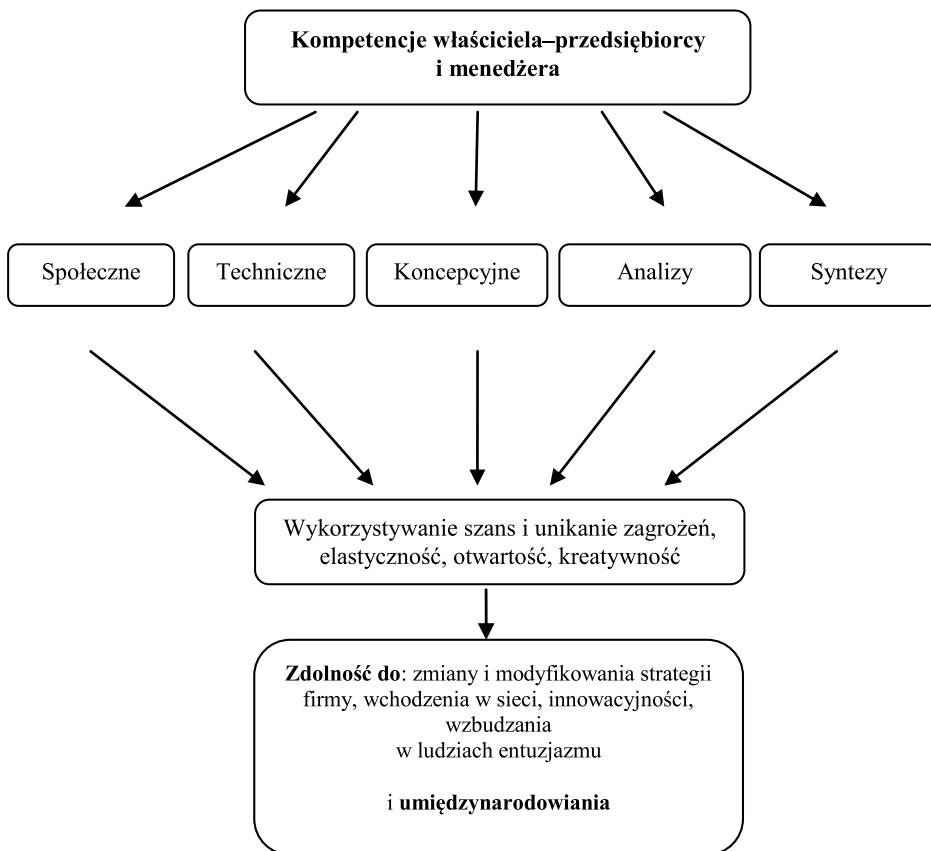 Kompetencje właściciela–przedsiębiorcy
i menedżera
Społeczne
Techniczne
Koncepcyjne
Analizy
Syntezy
Wykorzystywanie szans i unikanie zagrożeń,
elastyczność, otwartość, kreatywność
Zdolność do: zmiany i modyfikowania strategii
firmy, wchodzenia w sieci, innowacyjności,
wzbudzania
w ludziach entuzjazmu
i umiędzynarodowiania